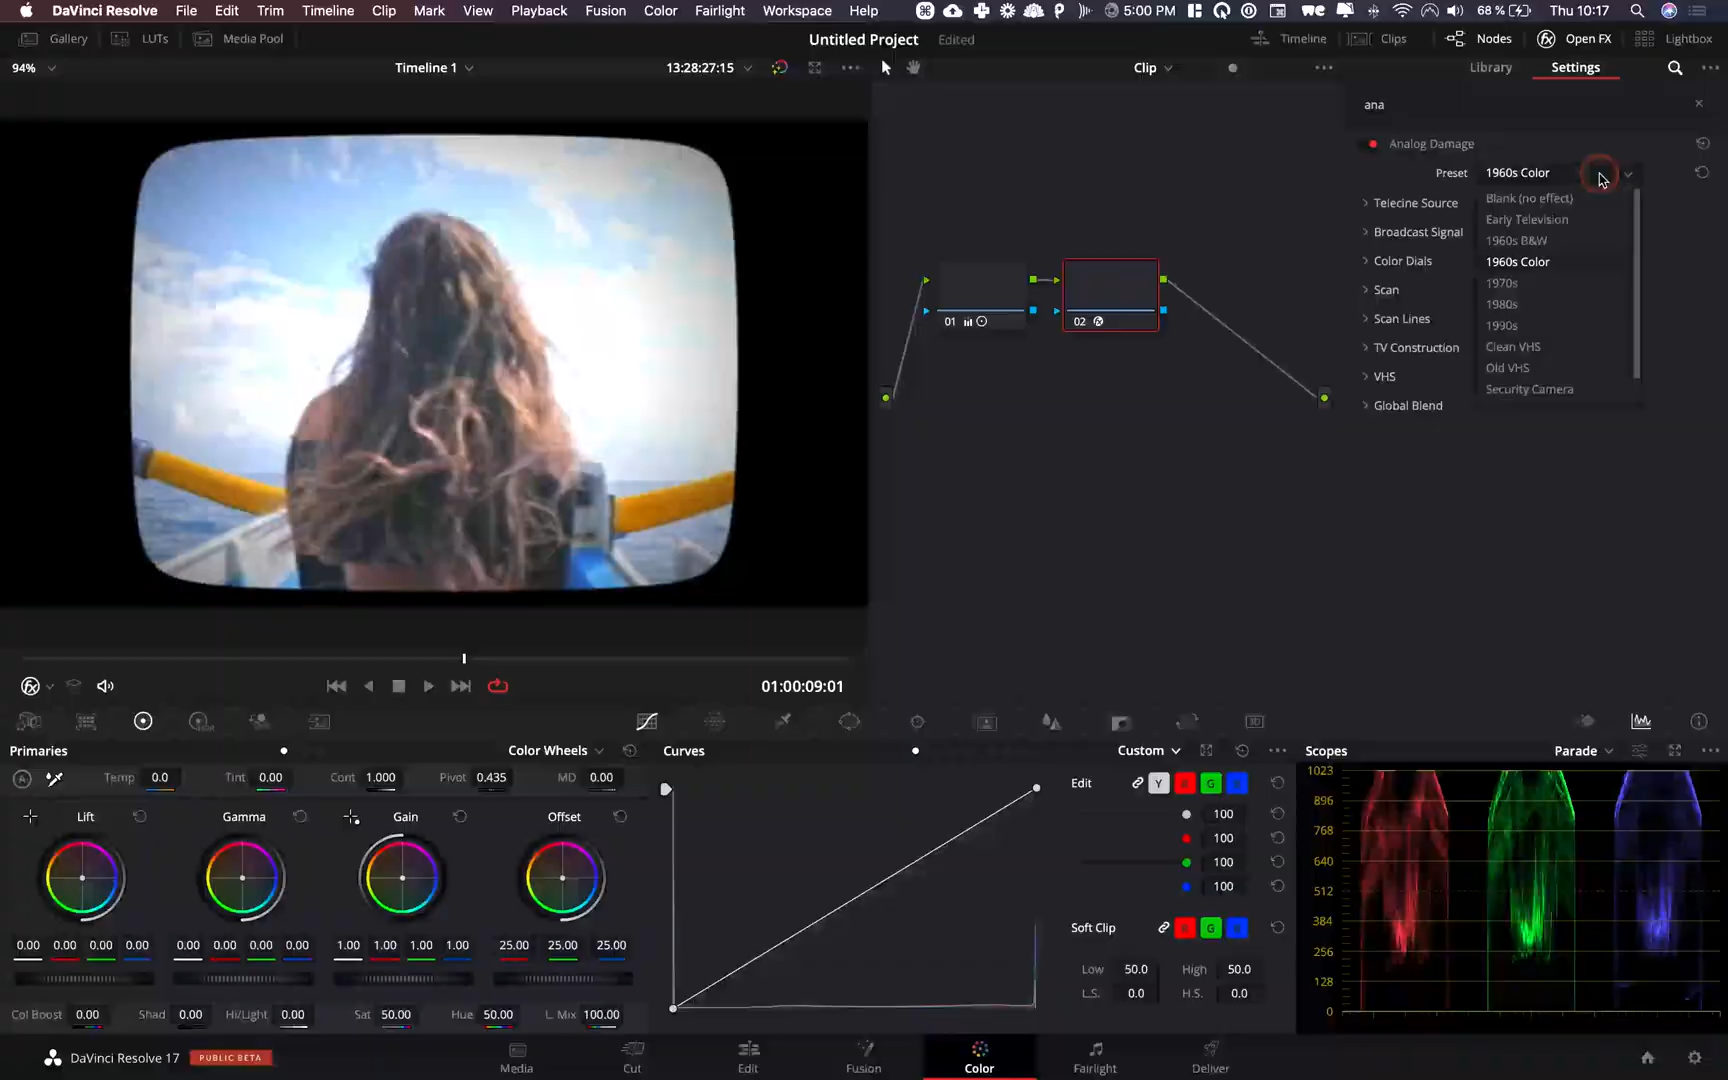 DaVinci Resolve File Edit Trim Timeline Clip Mark View Playback Fusion Color Fairlight Workspace Help 5:00 PM 68 % Thu 10:17
Gallery LUTs Media Pool Untitled Project Edited Timeline Clips Nodes Open FX Lightbox
94% Timeline 1 13:28:27:15 Clip Library Settings
ana
Analog Damage
Preset 1960s Color
Blank (no effect)
Telecine Source
Early Television
Broadcast Signal
1960s B&W
Color Dials 1960s Color
1970s
Scan
1980s
Scan Lines
1990s
TV Construction Clean VHS
Old VHS
VHS
Security Camera
Global Blend
01 02
01:00:09:01
Primaries Color Wheels Curves Custom Scopes Parade
A Temp 0.0 Tint 0.00 Cont 1.000 Pivot 0.435 MD 0.00 Edit Y R G B
Lift Gamma Gain Offset
100
100
100
100
Soft Clip R G B
0.00 0.00 0.00 0.00 0.00 0.00 0.00 0.00 1.00 1.00 1.00 1.00 25.00 25.00 25.00
Low 50.0 High 50.0
L.S. 0.0 H.S. 0.0
Col Boost 0.00 Shad 0.00 Hi/Light 0.00 Sat 50.00 Hue 50.00 L. Mix 100.00
1023
896
768
640
512
384
256
128
0
DaVinci Resolve 17 PUBLIC BETA Media Cut Edit Fusion Color Fairlight Deliver